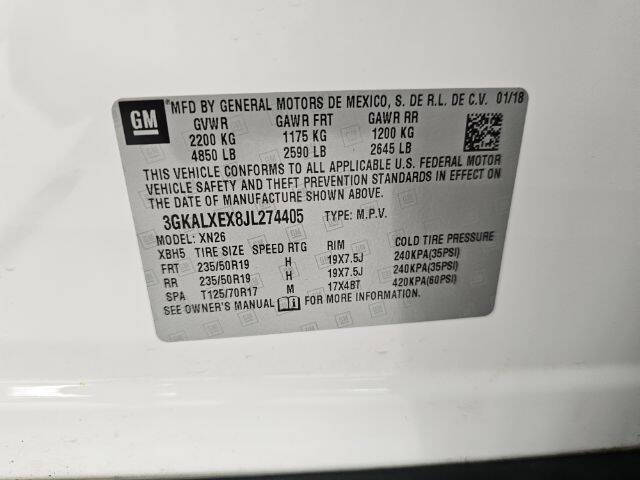 GM
*MFD BY GENERAL MOTORS DE MEXICO, S. DE R.L. DE C.V. 01/18
GVWR GAWR FRT GAWR RR
2200 KG 1175 KG 1200 KG
4850 LB 2590 LB 2645 LB
THIS VEHICLE CONFORMS TO ALL APPLICABLE U.S. FEDERAL MOTOR
VEHICLE SAFETY AND THEFT PREVENTION STANDARDS IN EFFECT ON
THE DATE OF MANUFACTURE SHOWN ABOVE.
3GKALXEX8JL274405 TYPE: M.P.V.
MODEL: XN26
XBH5 TIRE SIZE SPEED RTG RIM COLD TIRE PRESSURE
FRT 235/50R19 H 19X7.5J 240KPA(35PSI)
RR 235/50R19 H 19X7.5J 240KPA(35PSI)
SPA T125/70R17 M 17X4BT 420KPA(60PSI)
SEE OWNER'S MANUAL FOR MORE INFORMATION.